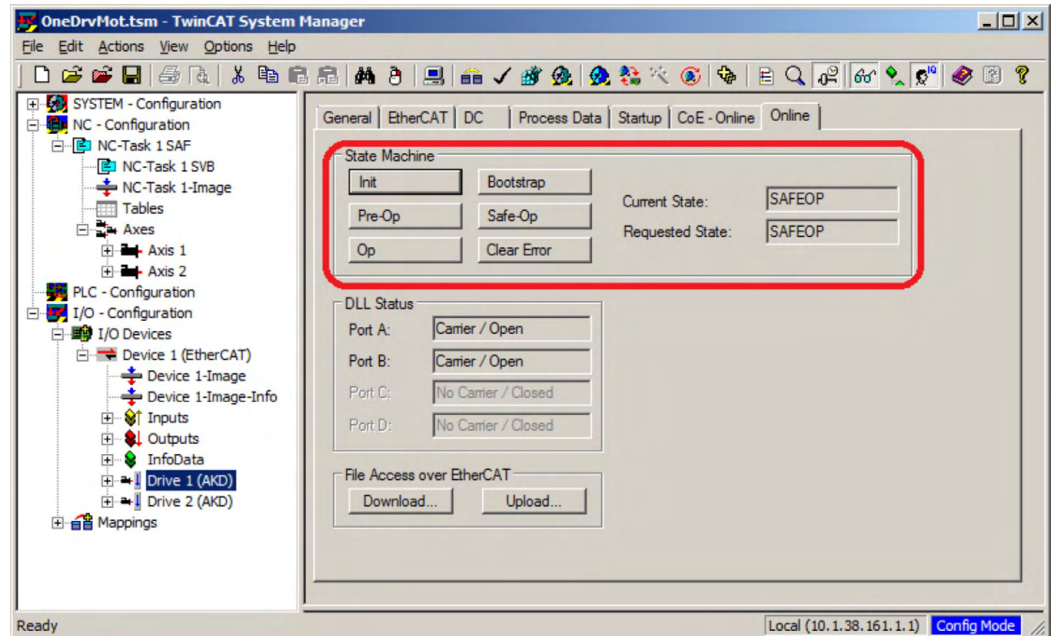 OneDrvMot.tsm - TwinCAT System Manager
File Edit Actions View Options Help
SYSTEM - Configuration
NC - Configuration
NC-Task 1 SAF
NC-Task 1 SVB
NC-Task 1-Image
Tables
Axes
Axis 1
Axis 2
PLC - Configuration
I/O - Configuration
I/O Devices
Device 1 (EtherCAT)
Device 1-Image
Device 1-Image-Info
Inputs
Outputs
InfoData
Drive 1 (AKD)
Drive 2 (AKD)
Mappings
General EtherCAT DC Process Data Startup CoE - Online Online
State Machine
Init Bootstrap
Pre-Op Safe-Op
Op Clear Error
Current State: SAFEOP
Requested State: SAFEOP
DLL Status
Port A: Carrier / Open
Port B: Carrier / Open
Port C: No Carrier / Closed
Port D: No Carrier / Closed
File Access over EtherCAT
Download... Upload...
Ready Local (10.1.38.161.1.1) Config Mode